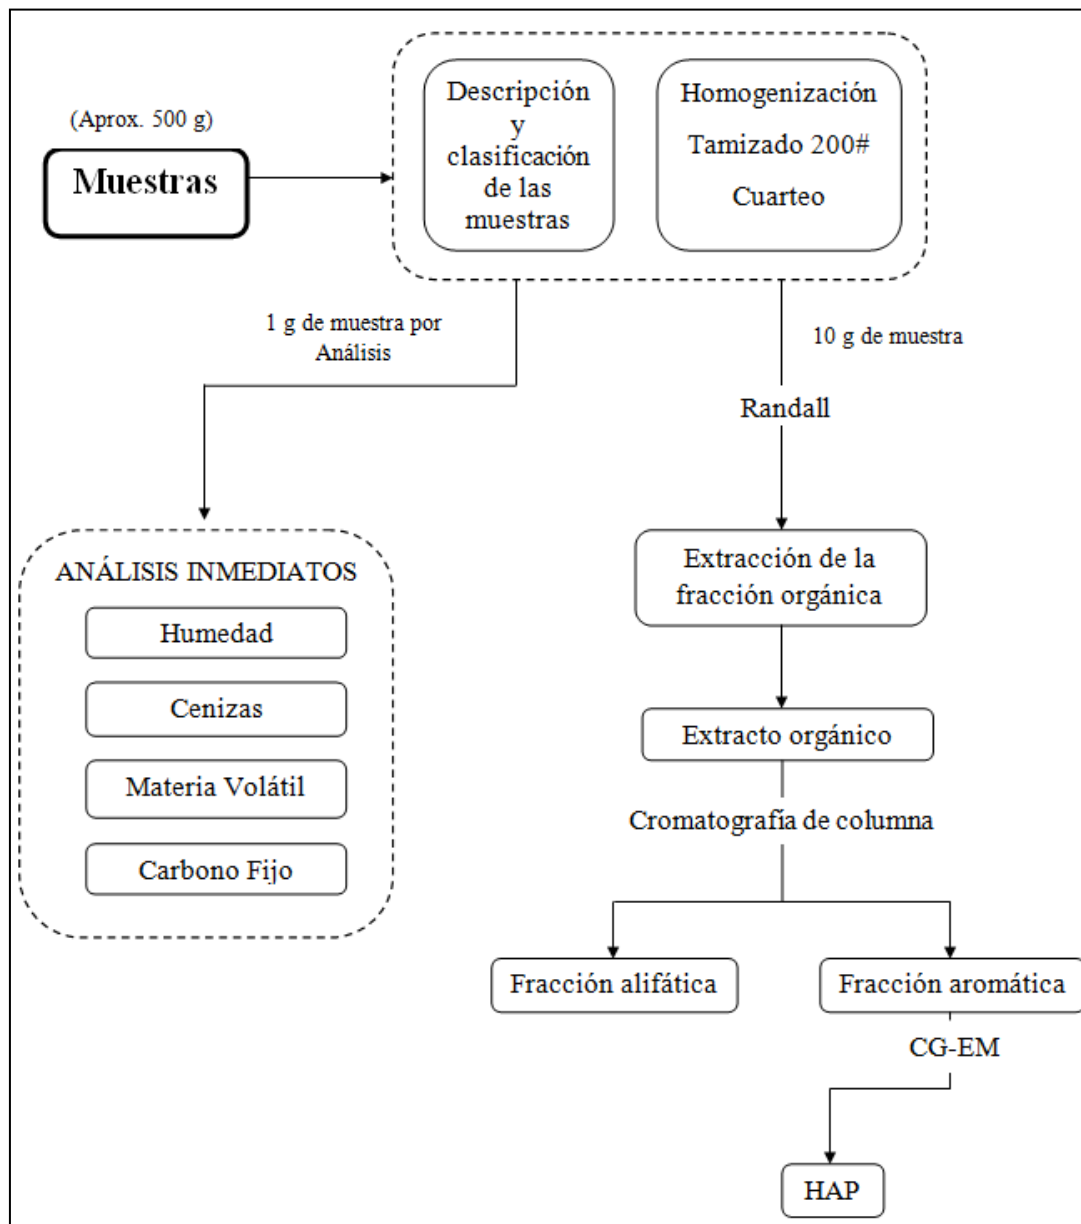 (Aprox. 500 g)
Muestras
Descripción
y
clasificación
de las
muestras
Homogenización
Tamizado 200#
Cuarteo
1 g de muestra por
Análisis
10 g de muestra
Randall
ANÁLISIS INMEDIATOS
Humedad
Cenizas
Materia Volátil
Carbono Fijo
Extracción de la
fracción orgánica
Extracto orgánico
Cromatografía de columna
Fracción alifática
Fracción aromática
CG-EM
HAP